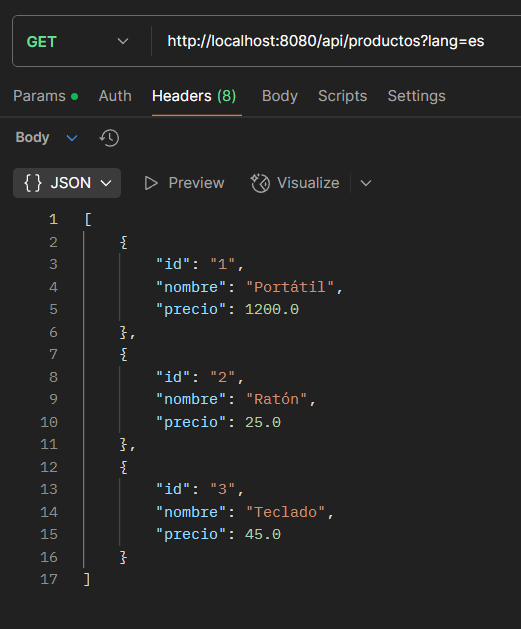 GET http://localhost:8080/api/productos?lang=es
Params Auth Headers (8) Body Scripts Settings
Body
{} JSON Preview Visualize
1 [
2 {
3 "id": "1",
4 "nombre": "Portátil",
5 "precio": 1200.0
6 },
7 {
8 "id": "2",
9 "nombre": "Ratón",
10 "precio": 25.0
11 },
12 {
13 "id": "3",
14 "nombre": "Teclado",
15 "precio": 45.0
16 }
17 ]